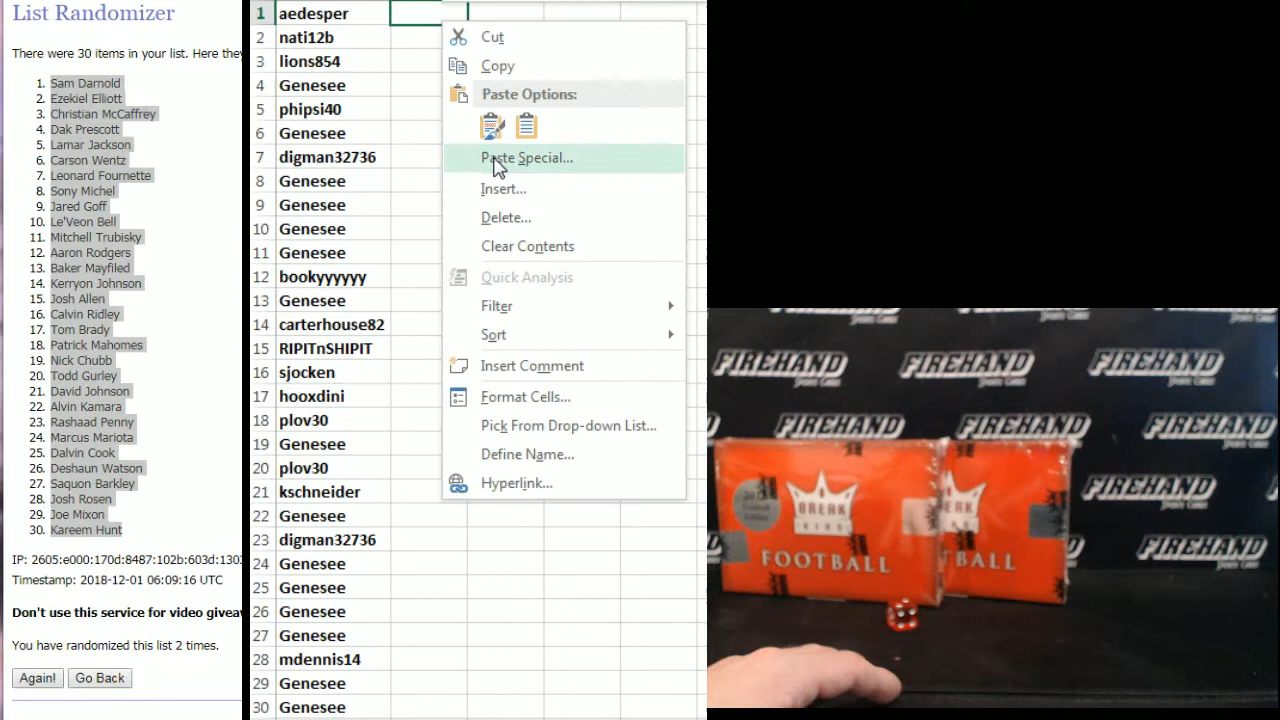 List Randomizer
There were 30 items in your list. Here they
1. Sam Darnold
2. Ezekiel Elliott
3. Christian McCaffrey
4. Dak Prescott
5. Lamar Jackson
6. Carson Wentz
7. Leonard Fournette
8. Sony Michel
9. Jared Goff
10. Le'Veon Bell
11. Mitchell Trubisky
12. Aaron Rodgers
13. Baker Mayfiled
14. Kerryon Johnson
15. Josh Allen
16. Calvin Ridley
17. Tom Brady
18. Patrick Mahomes
19. Nick Chubb
20. Todd Gurley
21. David Johnson
22. Alvin Kamara
23. Rashaad Penny
24. Marcus Mariota
25. Dalvin Cook
26. Deshaun Watson
27. Saquon Barkley
28. Josh Rosen
29. Joe Mixon
30. Kareem Hunt
IP: 2605:e000:170d:8487:102b:603d:1303
Timestamp: 2018-12-01 06:09:16 UTC
Don't use this service for video giveav
You have randomized this list 2 times.
Again! Go Back
1 aedesper
2 nati12b
3 lions854
4 Genesee
5 phipsi40
6 Genesee
7 digman32736
8 Genesee
9 Genesee
10 Genesee
11 Genesee
12 bookyyyyyy
13 Genesee
14 carterhouse82
15 RIPITnSHIPIT
16 sjocken
17 hooxdini
18 plov30
19 Genesee
20 plov30
21 kschneider
22 Genesee
23 digman32736
24 Genesee
25 Genesee
26 Genesee
27 Genesee
28 mdennis14
29 Genesee
30 Genesee
Cut
Copy
Paste Options:
Paste Special...
Insert...
Delete...
Clear Contents
Quick Analysis
Filter
Sort
Insert Comment
Format Cells...
Pick From Drop-down List...
Define Name...
Hyperlink...
FIREHAND
FIREHAND
FIREHAND
FIREHAND
FIREHAND
FIREHAND
FIREHAND
FIREHAND
BREAK
KINGS
FOOTBALL
TBALL